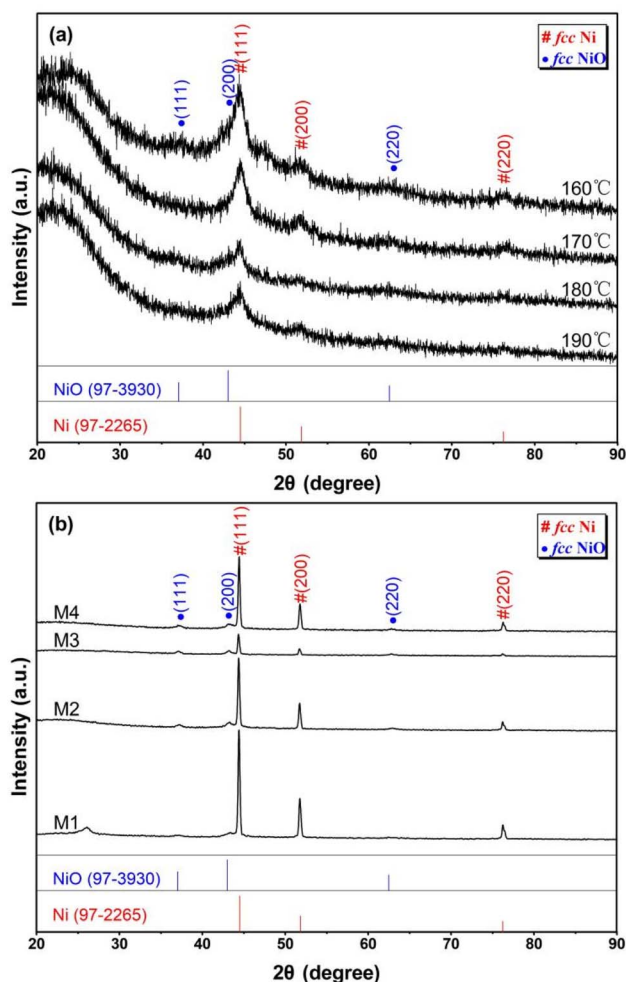 (a)
# fcc Ni
• fcc NiO
•(111)
•(200)
#(111)
#(200)
•(220)
#(220)
160℃
170℃
180℃
190℃
Intensity (a.u.)
NiO (97-3930)
Ni (97-2265)
20 30 40 50 60 70 80 90
2θ (degree)
(b)
# fcc Ni
• fcc NiO
•(111)
•(200)
#(111)
#(200)
•(220)
#(220)
M4
M3
M2
M1
Intensity (a.u.)
NiO (97-3930)
Ni (97-2265)
20 30 40 50 60 70 80 90
2θ (degree)